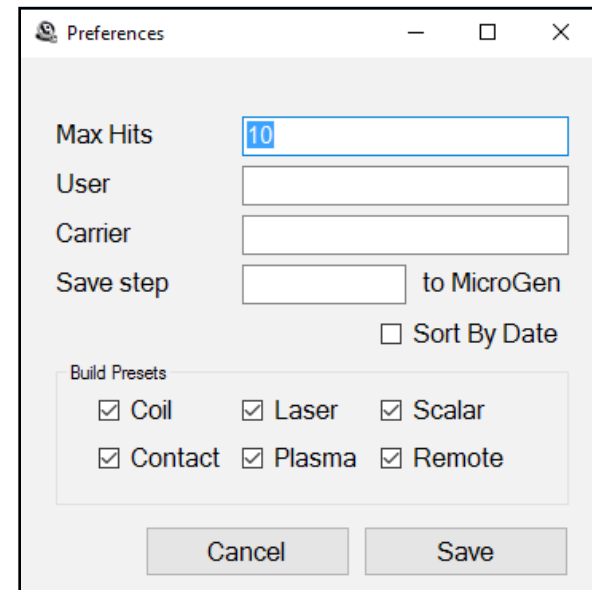 Preferences
Max Hits 10
User
Carrier
Save step to MicroGen
Sort By Date
Build Presets
Coil Laser Scalar
Contact Plasma Remote
Cancel Save